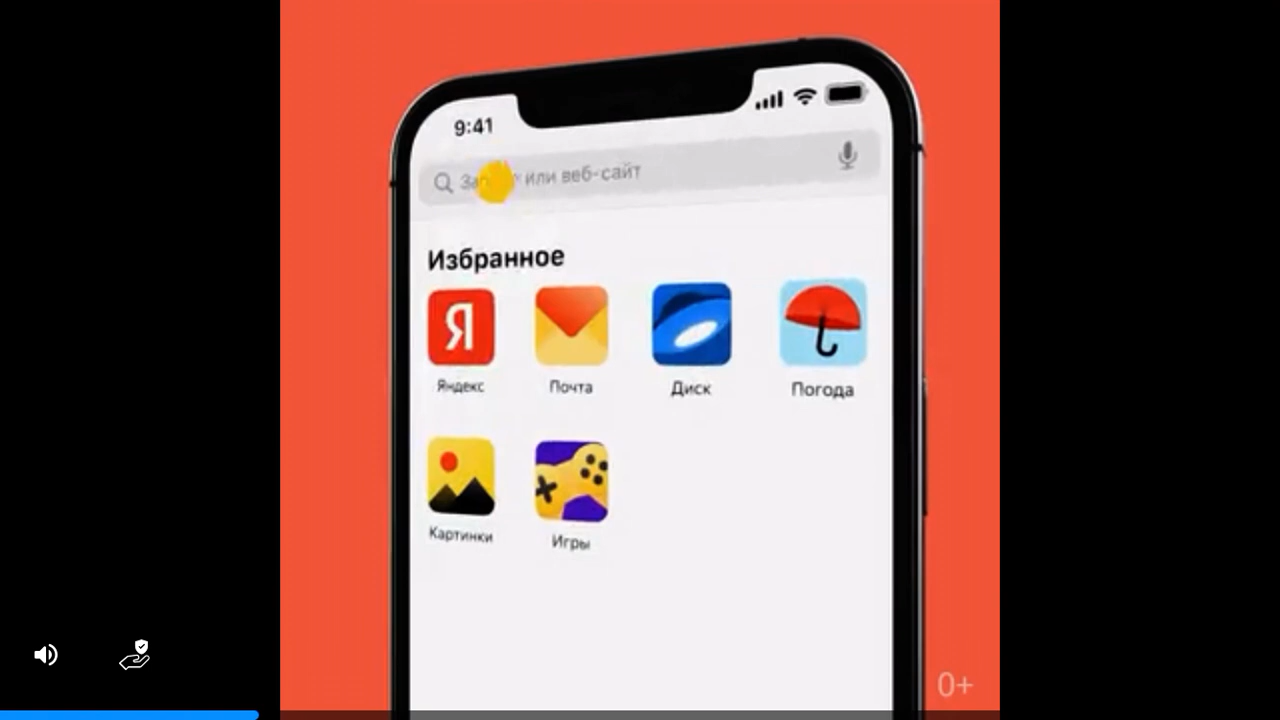 9:41
или веб-сайт
Избранное
Я
Яндекс
Почта
Диск
Погода
Картинки
Игры
0+